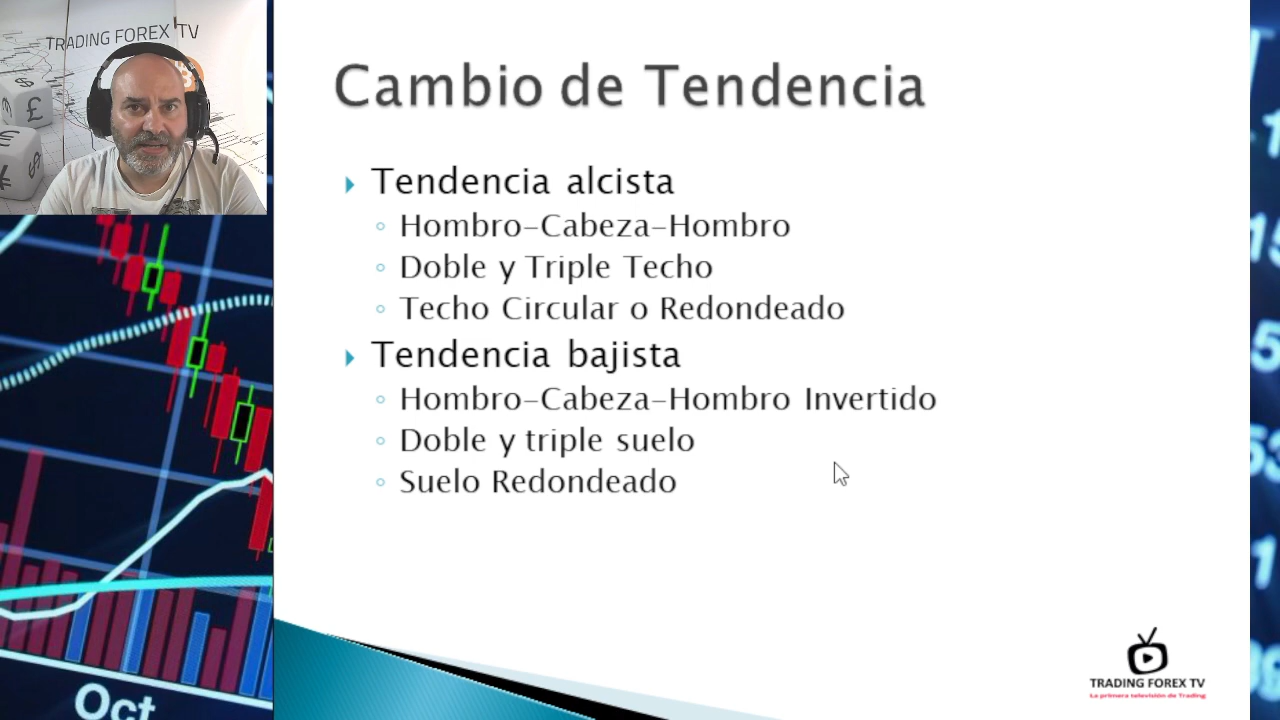 TRADING FOREX TV
Cambio de Tendencia
Tendencia alcista
Hombro-Cabeza-Hombro
Doble y Triple Techo
Techo Circular o Redondeado
Tendencia bajista
Hombro-Cabeza-Hombro Invertido
Doble y triple suelo
Suelo Redondeado
Oct
TRADING FOREX TV
La primera televisión de Trading